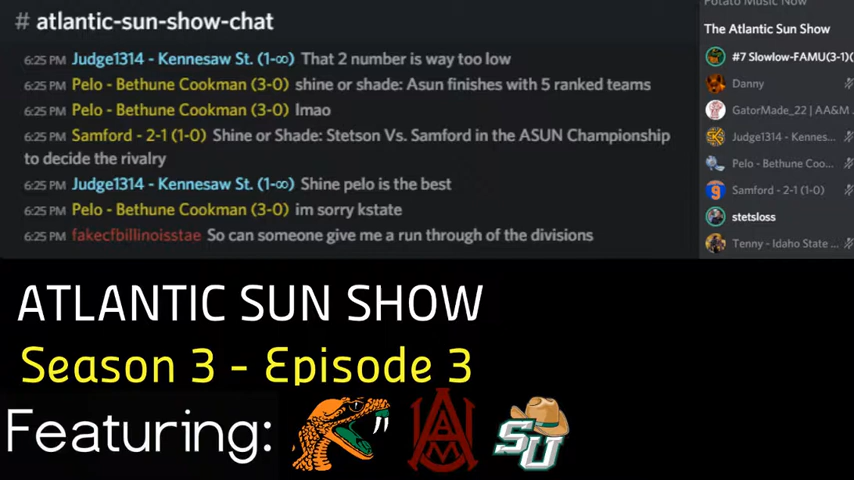 # atlantic-sun-show-chat
6:25 PM Judge1314 - Kennesaw St. (1-∞) That 2 number is way too low
6:25 PM Pelo - Bethune Cookman (3-0) shine or shade: Asun finishes with 5 ranked teams
6:25 PM Pelo - Bethune Cookman (3-0) lmao
6:25 PM Samford - 2-1 (1-0) Shine or Shade: Stetson Vs. Samford in the ASUN Championship
to decide the rivalry
6:25 PM Judge1314 - Kennesaw St. (1-∞) Shine pelo is the best
6:25 PM Pelo - Bethune Cookman (3-0) im sorry kstate
6:25 PM fakecfbillinoisstae So can someone give me a run through of the divisions
Potato Music Now
The Atlantic Sun Show
#7 Slowlow-FAMU(3-1)(
Danny
GatorMade_22 | AA&M
Judge1314 - Kennes...
Pelo - Bethune Coo...
Samford - 2-1 (1-0)
stetsloss
Tenny - Idaho State ...
ATLANTIC SUN SHOW
Season 3 - Episode 3
Featuring:
AAM
SU